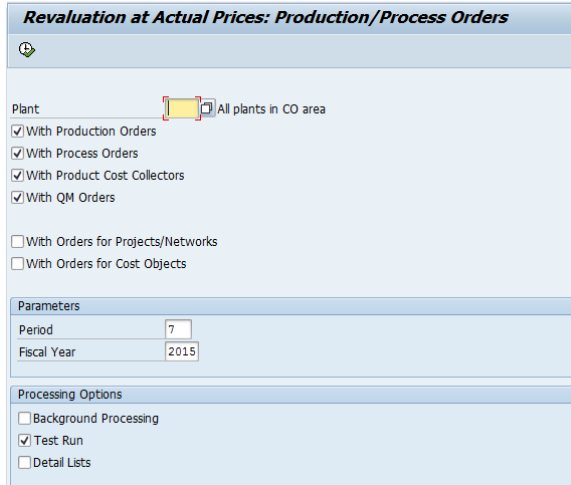 Revaluation at Actual Prices: Production/Process Orders
Plant All plants in CO area
With Production Orders
With Process Orders
With Product Cost Collectors
With QM Orders
With Orders for Projects/Networks
With Orders for Cost Objects
Parameters
Period 7
Fiscal Year 2015
Processing Options
Background Processing
Test Run
Detail Lists